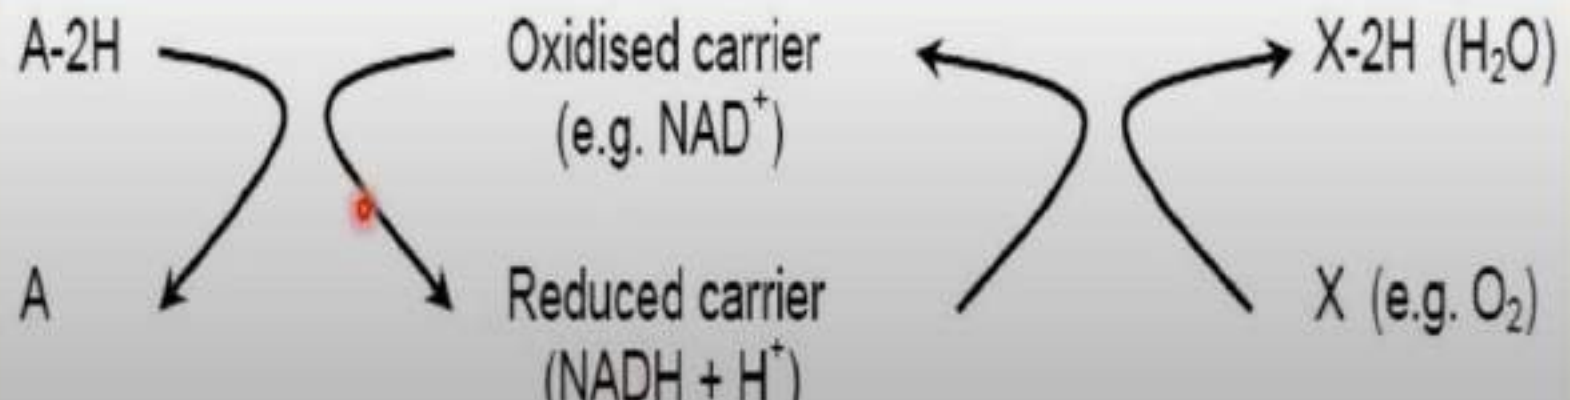 A-2H Oxidised carrier X-2H (H₂O)
(e.g. NAD⁺)
A Reduced carrier X (e.g. O₂)
(NADH + H⁺)